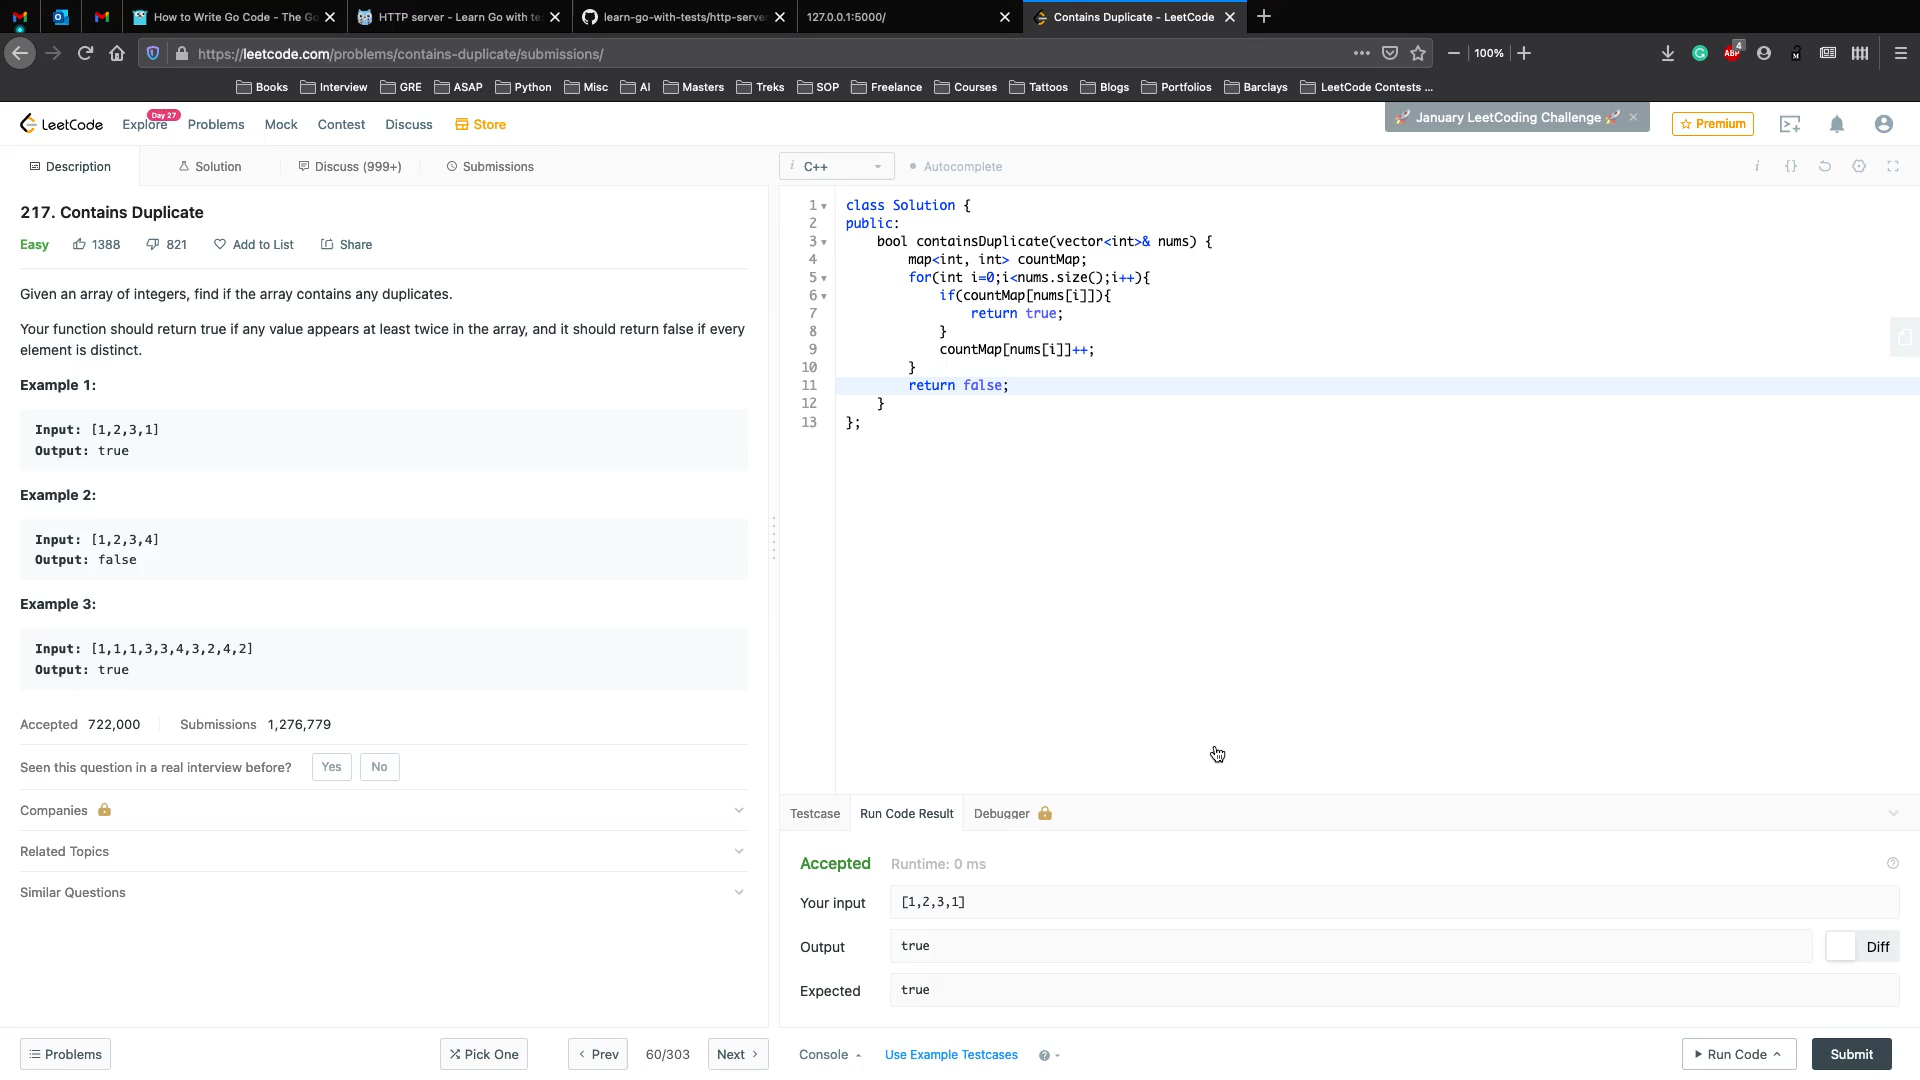 How to Write Go Code - The Go
HTTP server - Learn Go with te
learn-go-with-tests/http-server
127.0.0.1:5000/
Contains Duplicate - LeetCode
https://leetcode.com/problems/contains-duplicate/submissions/
100%
ABP
4
Books
Interview
GRE
ASAP
Python
Misc
AI
Masters
Treks
SOP
Freelance
Courses
Tattoos
Blogs
Portfolios
Barclays
LeetCode Contests ...
LeetCode
Explore
Day 27
Problems
Mock
Contest
Discuss
Store
🚀 January LeetCoding Challenge 🚀 ×
Premium
Description
Solution
Discuss (999+)
Submissions
i C++
Autocomplete
217. Contains Duplicate
Easy
1388
821
Add to List
Share
Given an array of integers, find if the array contains any duplicates.
Your function should return true if any value appears at least twice in the array, and it should return false if every
element is distinct.
Example 1:
Input: [1,2,3,1]
Output: true
Example 2:
Input: [1,2,3,4]
Output: false
Example 3:
Input: [1,1,1,3,3,4,3,2,4,2]
Output: true
Accepted 722,000
Submissions 1,276,779
Seen this question in a real interview before?
Yes
No
Companies
Related Topics
Similar Questions
Problems
Pick One
Prev
60/303
Next
1 class Solution {
2 public:
3 bool containsDuplicate(vector<int>& nums) {
4 map<int, int> countMap;
5 for(int i=0;i<nums.size();i++){
6 if(countMap[nums[i]]){
7 return true;
8 }
9 countMap[nums[i]]++;
10 }
11 return false;
12 }
13 };
Testcase
Run Code Result
Debugger
Accepted
Runtime: 0 ms
Your input
[1,2,3,1]
Output
true
Diff
Expected
true
Console
Use Example Testcases
Run Code
Submit